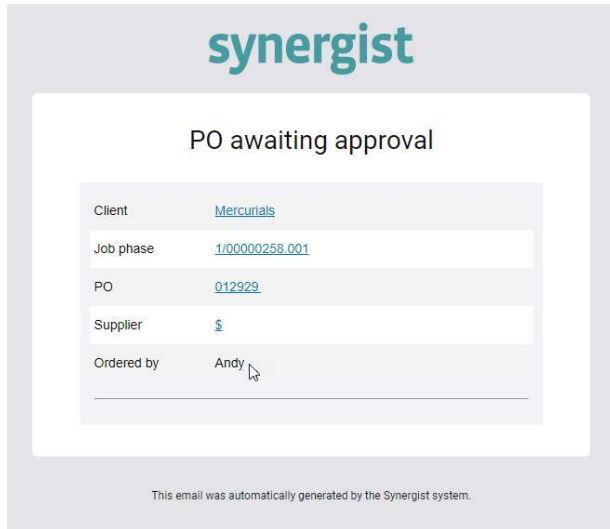 synergist
PO awaiting approval
Client Mercurials
Job phase 1/00000258.001
PO 012929
Supplier $
Ordered by Andy
This email was automatically generated by the Synergist system.